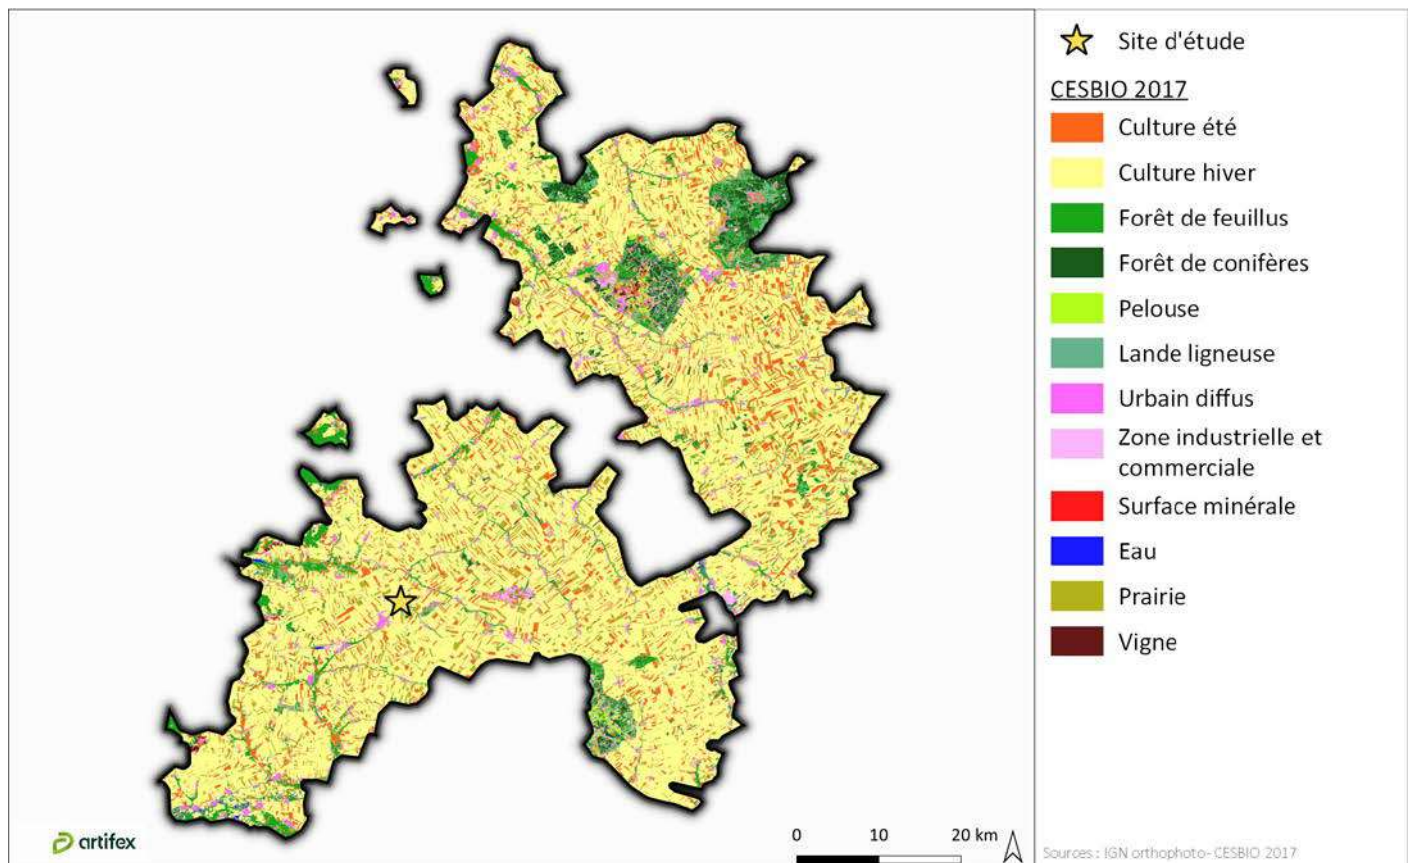 Site d'étude
CESBIO 2017
Culture été
Culture hiver
Forêt de feuillus
Forêt de conifères
Pelouse
Lande ligneuse
Urbain diffus
Zone industrielle et
commerciale
Surface minérale
Eau
Prairie
Vigne
artifex
0 10 20 km
Sources : IGN orthophoto- CESBIO 2017